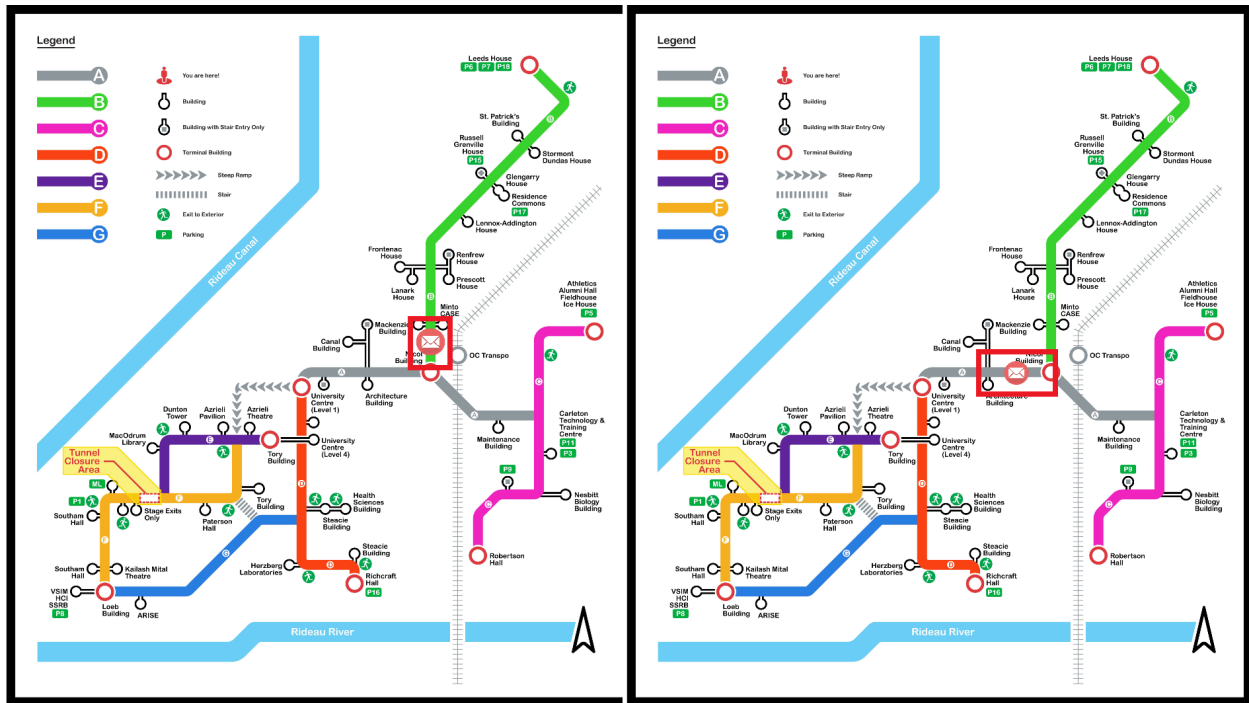 Legend
A
B
C
D
E
F
G
You are here!
Building
Building with Stair Entry Only
Terminal Building
Steep Ramp
Stair
Exit to Exterior
P
Parking
Rideau Canal
Leeds House
P6 P7 P18
B
St. Patrick's
Building
Russell
Grenville
House
P15
Stormont
Dundas House
Glengarry
House
Residence
Commons
P17
Lennox-Addington
House
Frontenac
House
Renfrew
House
Lanark
House
Prescott
House
B
Minto
CASE
Mackenzie
Building
Athletics
Alumni Hall
Fieldhouse
Ice House
P5
Canal
Building
Nicol
Building
OC Transpo
A
C
University
Centre
(Level 1)
Architecture
Building
A
Dunton
Tower
Azrieli
Pavilion
Azrieli
Theatre
Maintenance
Building
Carleton
Technology &
Training
Centre
P11
P3
MacOdrum
Library
E
Tory
Building
University
Centre
(Level 4)
Tunnel
Closure
Area
P9
ML
P1
F
D
Southam
Hall
Stage Exits
Only
Paterson
Hall
Tory
Building
Health
Sciences
Building
Steacie
Building
C
Nesbitt
Biology
Building
F
G
Southam
Hall
Kailash Mital
Theatre
Herzberg
Laboratories
D
Steacie
Building
Richcraft
Hall
P16
C
Robertson
Hall
VSIM
HCI
SSRB
P8
Loeb
Building
ARISE
Rideau River
Legend
A
B
C
D
E
F
G
You are here!
Building
Building with Stair Entry Only
Terminal Building
Steep Ramp
Stair
Exit to Exterior
P
Parking
Rideau Canal
Leeds House
P6 P7 P18
B
St. Patrick's
Building
Russell
Grenville
House
P15
Stormont
Dundas House
Glengarry
House
Residence
Commons
P17
Lennox-Addington
House
Frontenac
House
Renfrew
House
Lanark
House
Prescott
House
B
Minto
CASE
Mackenzie
Building
Athletics
Alumni Hall
Fieldhouse
Ice House
P5
Canal
Building
Nicol
Building
OC Transpo
A
C
University
Centre
(Level 1)
Architecture
Building
A
Dunton
Tower
Azrieli
Pavilion
Azrieli
Theatre
Maintenance
Building
Carleton
Technology &
Training
Centre
P11
P3
MacOdrum
Library
E
Tory
Building
University
Centre
(Level 4)
Tunnel
Closure
Area
P9
ML
P1
F
D
Southam
Hall
Stage Exits
Only
Paterson
Hall
Tory
Building
Health
Sciences
Building
Steacie
Building
C
Nesbitt
Biology
Building
F
G
Southam
Hall
Kailash Mital
Theatre
Herzberg
Laboratories
D
Steacie
Building
Richcraft
Hall
P16
C
Robertson
Hall
VSIM
HCI
SSRB
P8
Loeb
Building
ARISE
Rideau River